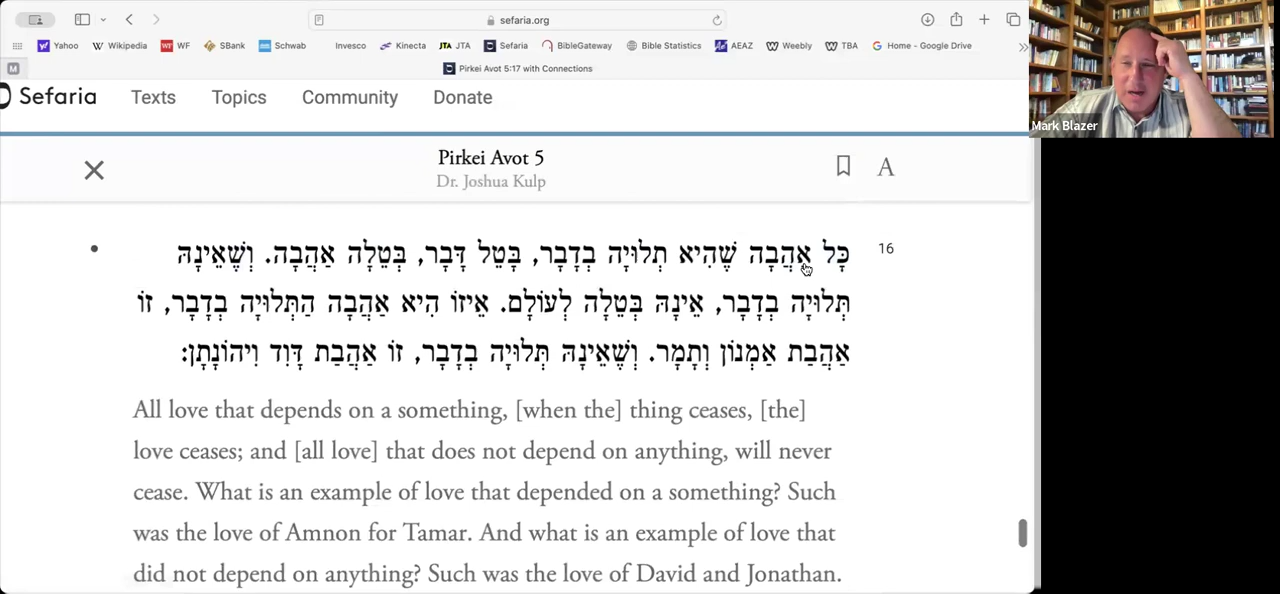 sefaria.org
Yahoo Wikipedia WF SBank Schwab Invesco Kinecta JTA Sefaria BibleGateway Bible Statistics AEAZ Weebly TBA Home - Google Drive
M Pirkei Avot 5:17 with Connections
Sefaria Texts Topics Community Donate
Mark Blazer
Pirkei Avot 5
Dr. Joshua Kulp
A
16
כׇּל אַהֲבָה שֶׁהִיא תְלוּיָה בְדָבָר, בָּטֵל דָּבָר, בְּטֵלָה אַהֲבָה. וְשֶׁאֵינָהּ
תְּלוּיָה בְדָבָר, אֵינָהּ בְּטֵלָה לְעוֹלָם. אֵיזוֹ הִיא אַהֲבָה הַתְּלוּיָה בְדָבָר, זוֹ
אַהֲבַת אַמְנוֹן וְתָמָר. וְשֶׁאֵינָהּ תְּלוּיָה בְדָבָר, זוֹ אַהֲבַת דָּוִד וִיהוֹנָתָן:
All love that depends on a something, [when the] thing ceases, [the]
love ceases; and [all love] that does not depend on anything, will never
cease. What is an example of love that depended on a something? Such
was the love of Amnon for Tamar. And what is an example of love that
did not depend on anything? Such was the love of David and Jonathan.